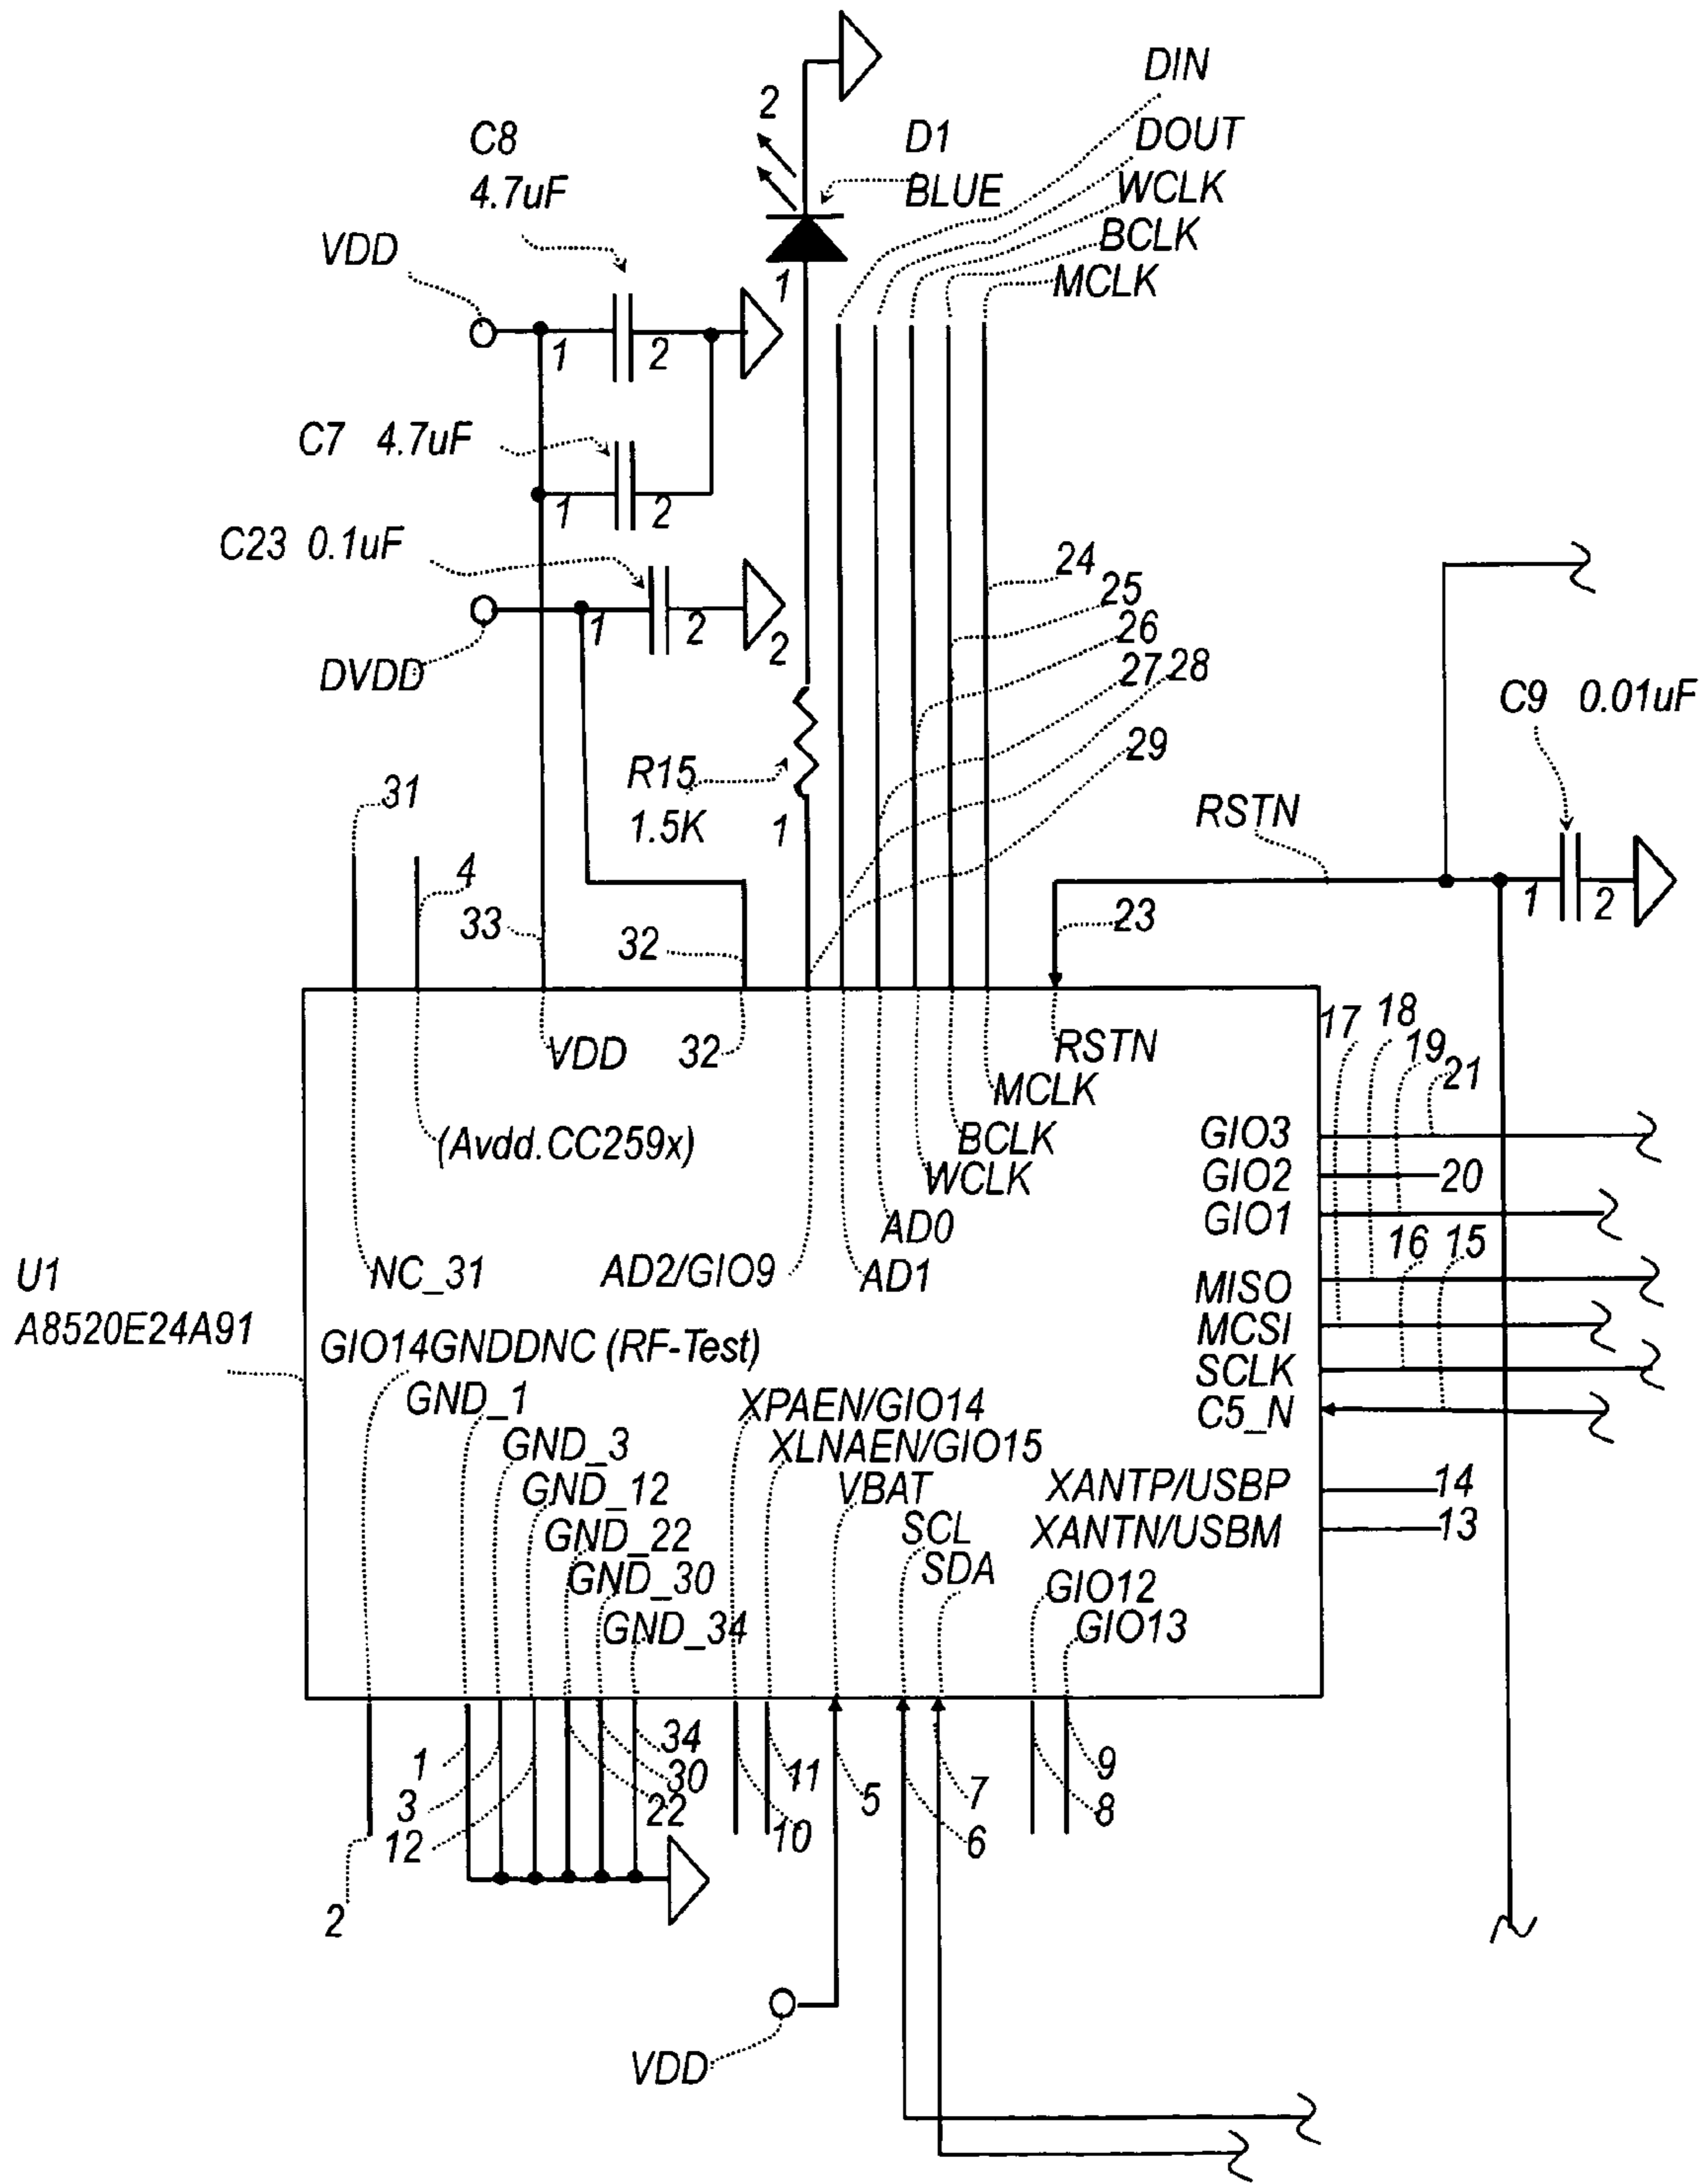 DIN
2
D1
DOUT
C8
BLUE
WCLK
4.7uF
BCLK
VDD
MCLK
1
1
2
C7 4.7uF
1
2
C23 0.1uF
24
25
1
2
2
26
DVDD
27
28
C9 0.01uF
29
R15
31
1.5K
1
RSTN
4
33
32
23
1
2
17
18
19
21
VDD
32
RSTN
MCLK
(Avdd.CC259x)
BCLK
GIO3
WCLK
GIO2
20
AD0
GIO1
16
15
U1
NC_31
AD2/GIO9
AD1
MISO
A8520E24A91
MCSI
GIO14GNDDNC (RF-Test)
SCLK
GND_1
XPAEN/GIO14
C5_N
GND_3
XLNAEN/GIO15
GND_12
VBAT
XANTP/USBP
14
GND_22
SCL
XANTN/USBM
13
GND_30
SDA
GIO12
GND_34
GIO13
34
1
30
11
9
3
22
5
7
8
12
10
6
2
VDD